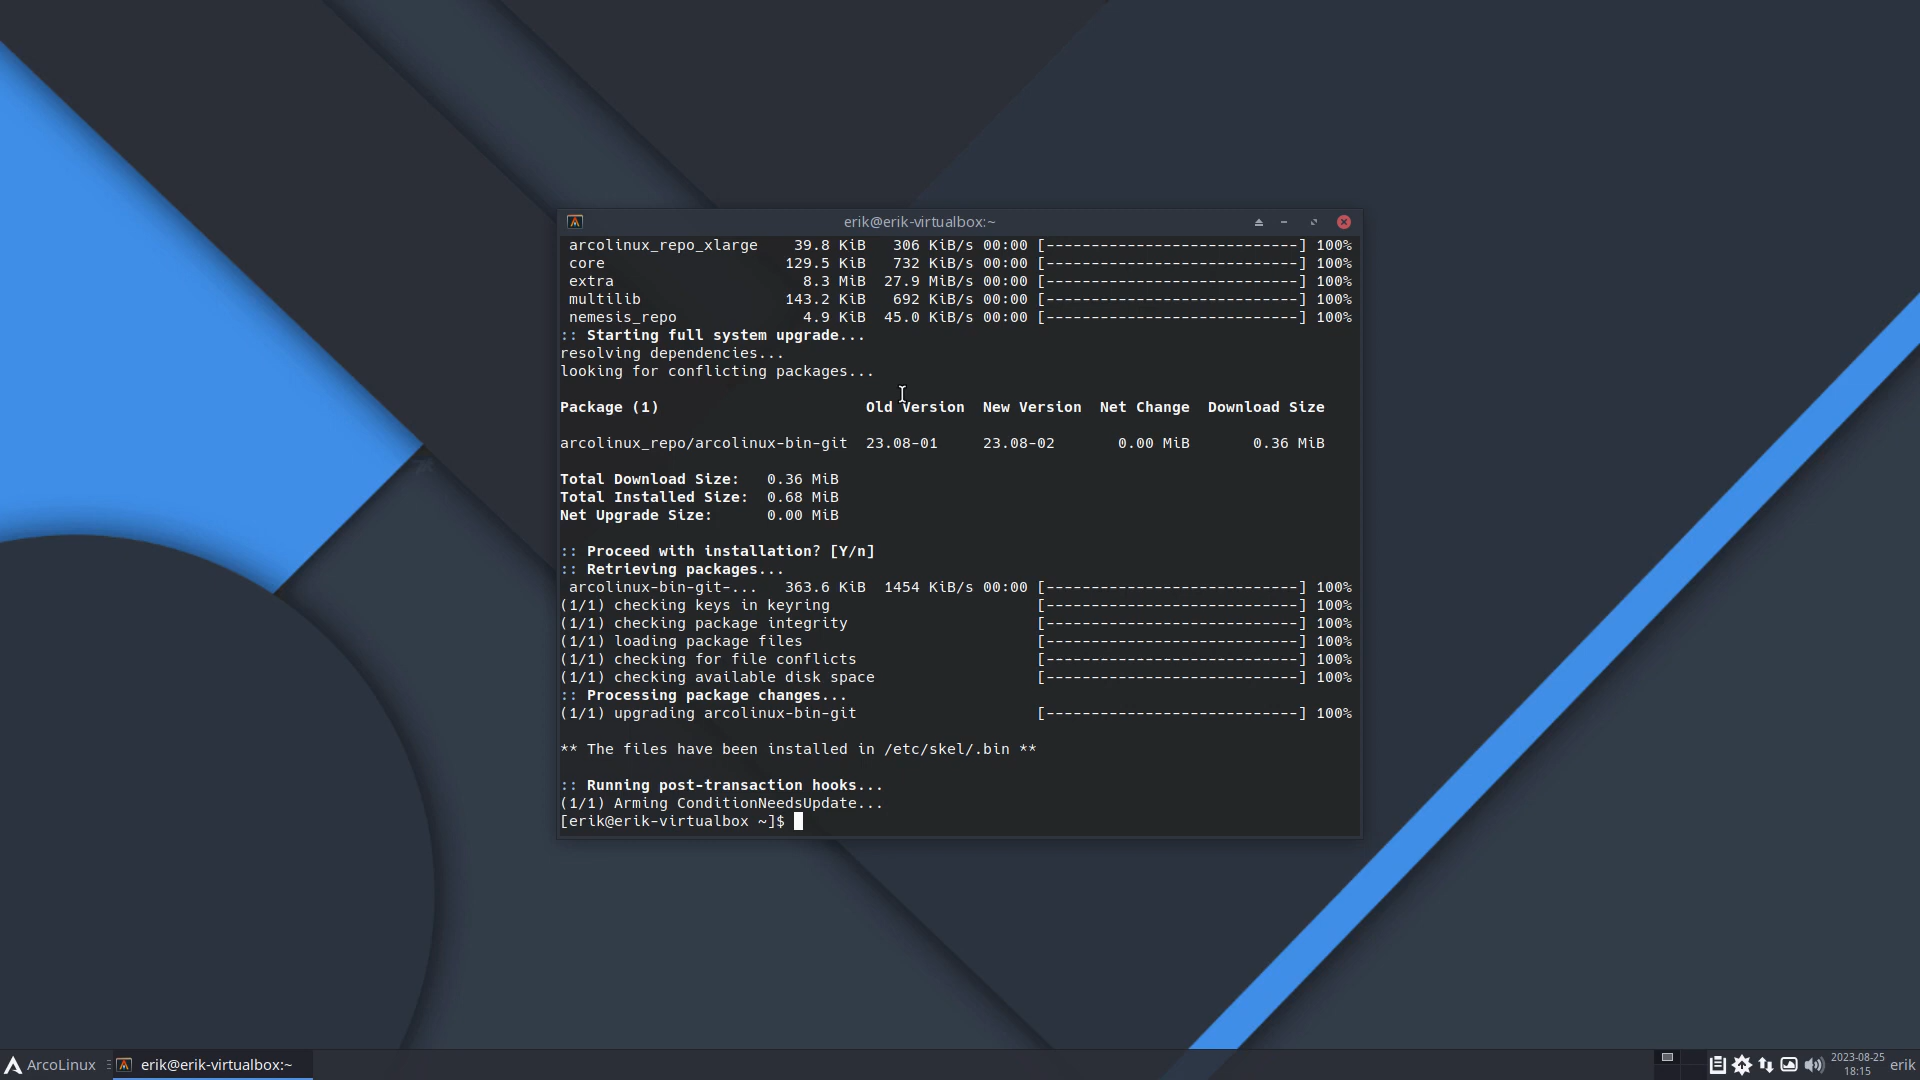 erik@erik-virtualbox:~
arcolinux_repo_xlarge 39.8 KiB 306 KiB/s 00:00 [----------------------------] 100%
core 129.5 KiB 732 KiB/s 00:00 [----------------------------] 100%
extra 8.3 MiB 27.9 MiB/s 00:00 [----------------------------] 100%
multilib 143.2 KiB 692 KiB/s 00:00 [----------------------------] 100%
nemesis_repo 4.9 KiB 45.0 KiB/s 00:00 [----------------------------] 100%
:: Starting full system upgrade...
resolving dependencies...
looking for conflicting packages...
Package (1) Old Version New Version Net Change Download Size
arcolinux_repo/arcolinux-bin-git 23.08-01 23.08-02 0.00 MiB 0.36 MiB
Total Download Size: 0.36 MiB
Total Installed Size: 0.68 MiB
Net Upgrade Size: 0.00 MiB
:: Proceed with installation? [Y/n]
:: Retrieving packages...
arcolinux-bin-git-... 363.6 KiB 1454 KiB/s 00:00 [----------------------------] 100%
(1/1) checking keys in keyring [----------------------------] 100%
(1/1) checking package integrity [----------------------------] 100%
(1/1) loading package files [----------------------------] 100%
(1/1) checking for file conflicts [----------------------------] 100%
(1/1) checking available disk space [----------------------------] 100%
:: Processing package changes...
(1/1) upgrading arcolinux-bin-git [----------------------------] 100%
** The files have been installed in /etc/skel/.bin **
:: Running post-transaction hooks...
(1/1) Arming ConditionNeedsUpdate...
[erik@erik-virtualbox ~]$
ArcoLinux
erik@erik-virtualbox:~
2023-08-25
18:15
erik